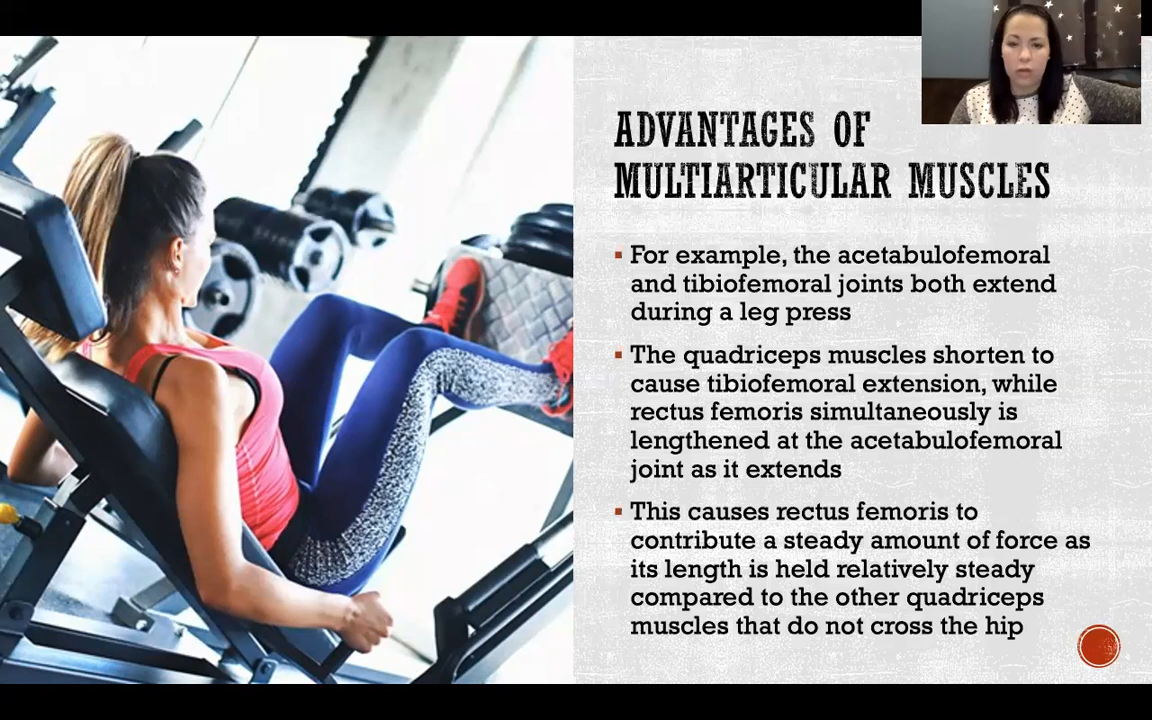 ADVANTAGES OF
MULTIARTICULAR MUSCLES
▪ For example, the acetabulofemoral
and tibiofemoral joints both extend
during a leg press
▪ The quadriceps muscles shorten to
cause tibiofemoral extension, while
rectus femoris simultaneously is
lengthened at the acetabulofemoral
joint as it extends
▪ This causes rectus femoris to
contribute a steady amount of force as
its length is held relatively steady
compared to the other quadriceps
muscles that do not cross the hip